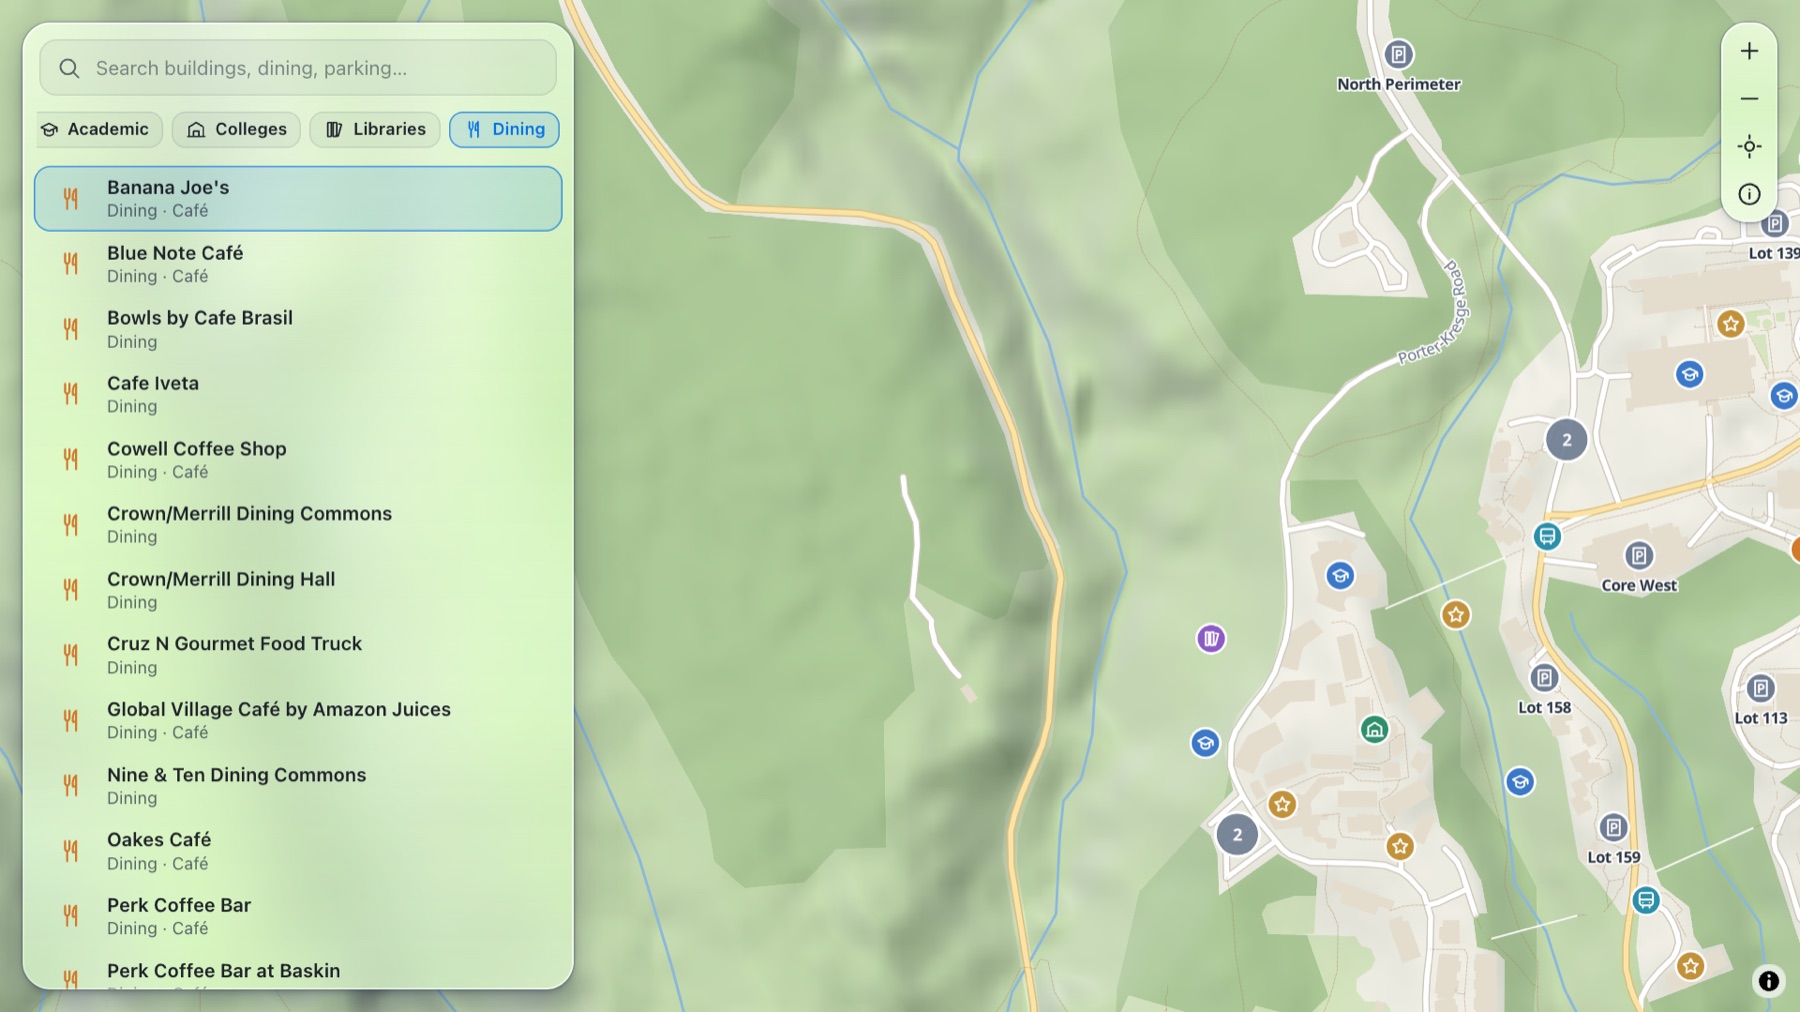 Search buildings, dining, parking...
Academic
Colleges
Libraries
Dining
Banana Joe's
Dining · Café
Blue Note Café
Dining · Café
Bowls by Cafe Brasil
Dining
Cafe Iveta
Dining
Cowell Coffee Shop
Dining · Café
Crown/Merrill Dining Commons
Dining
Crown/Merrill Dining Hall
Dining
Cruz N Gourmet Food Truck
Dining
Global Village Café by Amazon Juices
Dining · Café
Nine & Ten Dining Commons
Dining
Oakes Café
Dining · Café
Perk Coffee Bar
Dining · Café
Perk Coffee Bar at Baskin
North Perimeter
Lot 139
Porter-Kresge Road
2
Core West
Lot 158
Lot 113
2
Lot 159